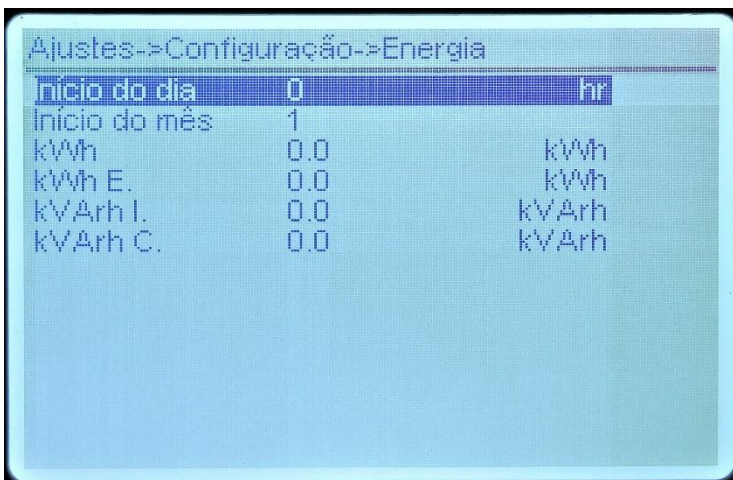 Ajustes->Configuração->Energia
Início do dia 0 hr
Início do mês 1
kWh 0.0 kWh
kWh E. 0.0 kWh
kVArh I. 0.0 kVArh
kVArh C. 0.0 kVArh